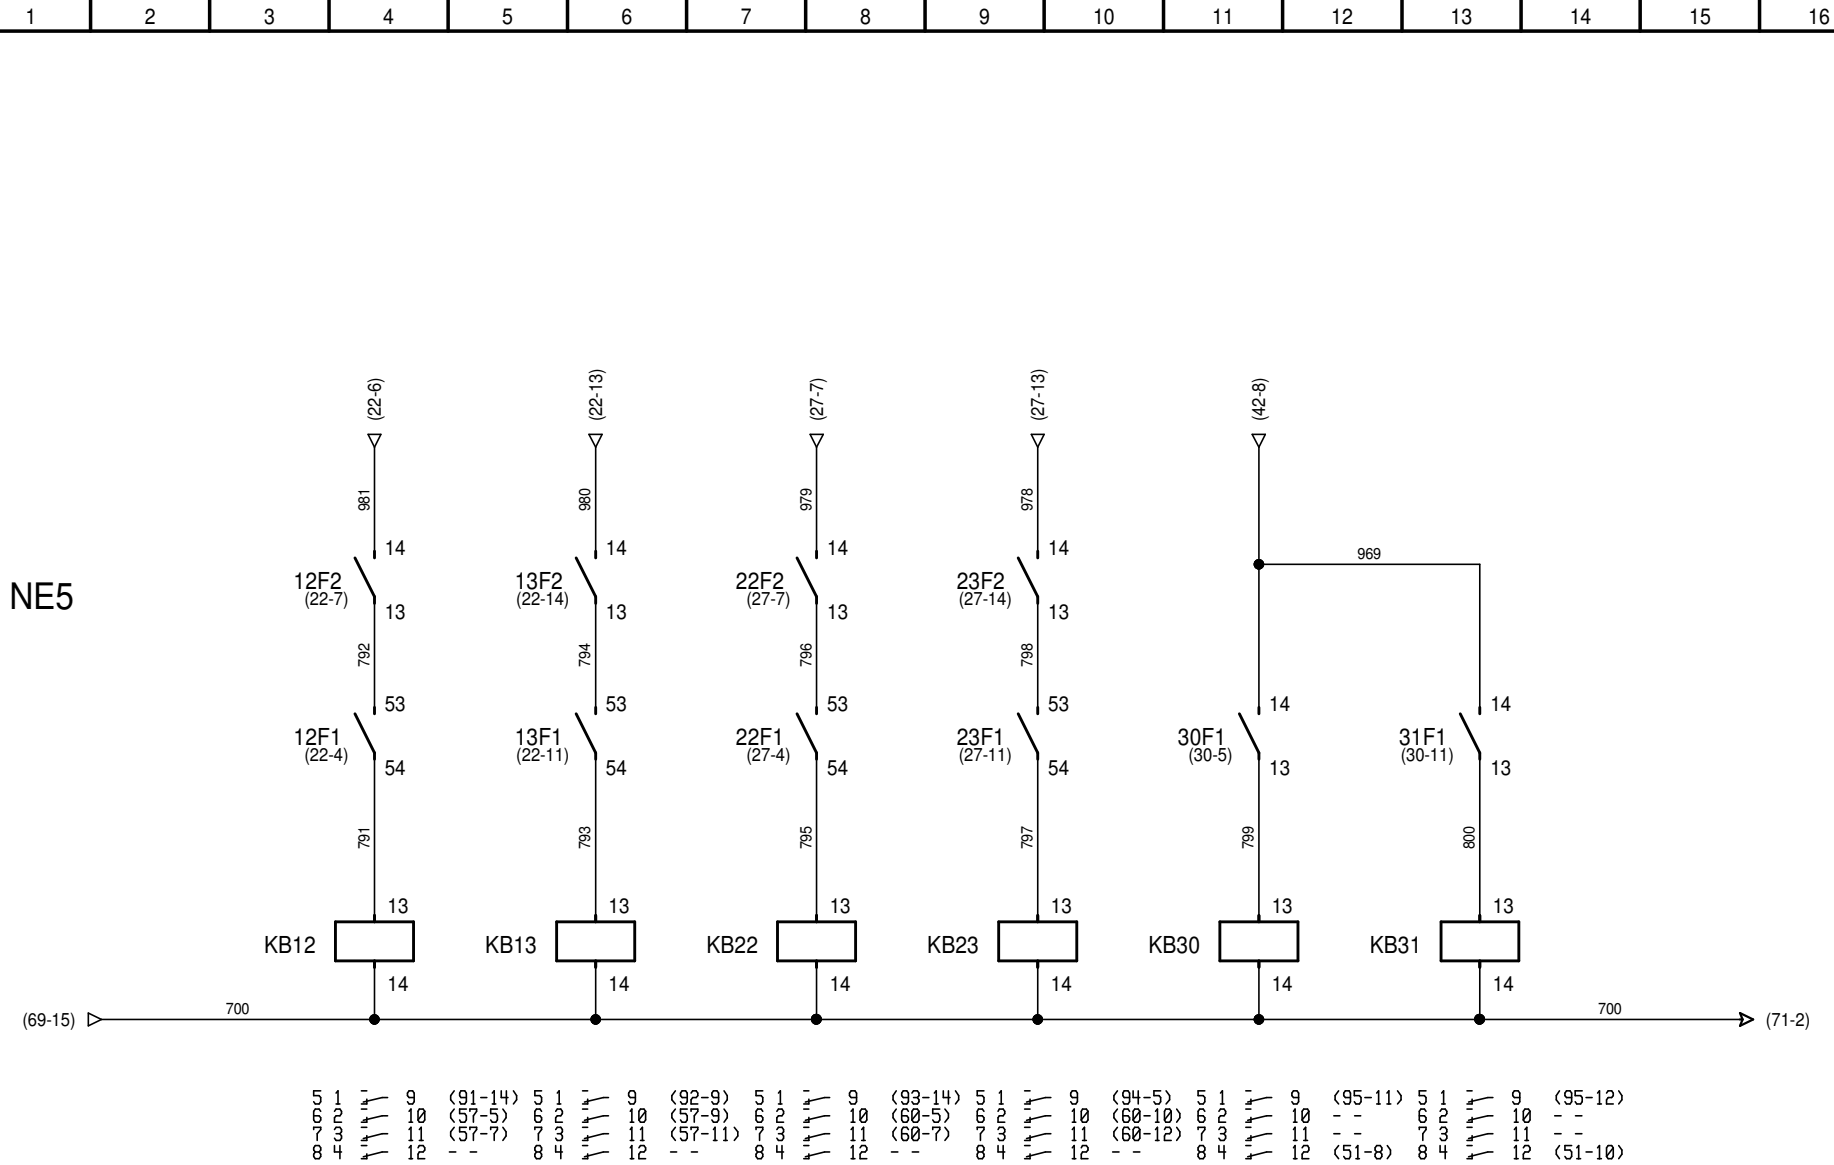 1 2 3 4 5 6 7 8 9 10 11 12 13 14 15 16
(22-6) (22-13) (27-7) (27-13) (42-8)
981 980 979 978
14 14 14 14 969
NE5
12F2 13F2 22F2 23F2
(22-7) (22-14) (27-7) (27-14)
13 13 13 13
792 794 796 798
53 53 53 53 14 14
12F1 13F1 22F1 23F1 30F1 31F1
(22-4) (22-11) (27-4) (27-11) (30-5) (30-11)
54 54 54 54 13 13
791 793 795 797 799 800
13 13 13 13 13 13
KB12 KB13 KB22 KB23 KB30 KB31
14 14 14 14 14 14
(69-15) 700 700 (71-2)
5 1 9 (91-14) 5 1 9 (92-9) 5 1 9 (93-14) 5 1 9 (94-5) 5 1 9 (95-11) 5 1 9 (95-12)
6 2 10 (57-5) 6 2 10 (57-9) 6 2 10 (60-5) 6 2 10 (60-10) 6 2 10 - - 6 2 10 - -
7 3 11 (57-7) 7 3 11 (57-11) 7 3 11 (60-7) 7 3 11 (60-12) 7 3 11 - - 7 3 11 - -
8 4 12 - - 8 4 12 - - 8 4 12 - - 8 4 12 - - 8 4 12 (51-8) 8 4 12 (51-10)